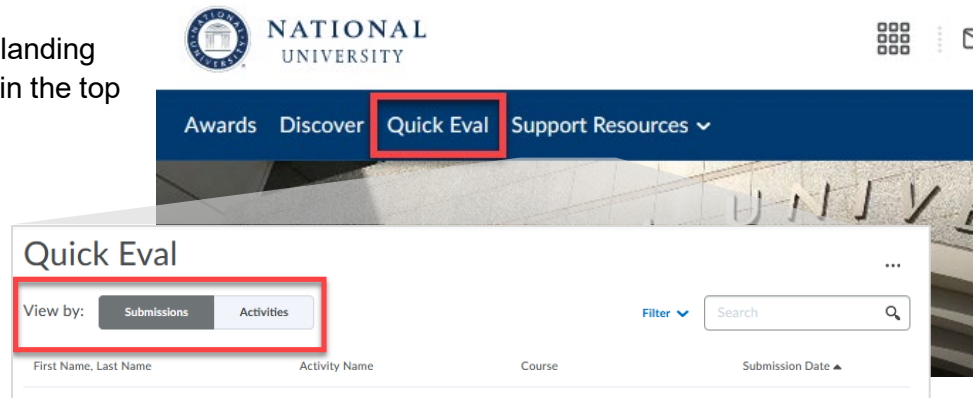 landing
in the top
NATIONAL
UNIVERSITY
Awards Discover Quick Eval Support Resources
UNIVE
Quick Eval
...
View by: Submissions Activities Filter Search
First Name, Last Name Activity Name Course Submission Date